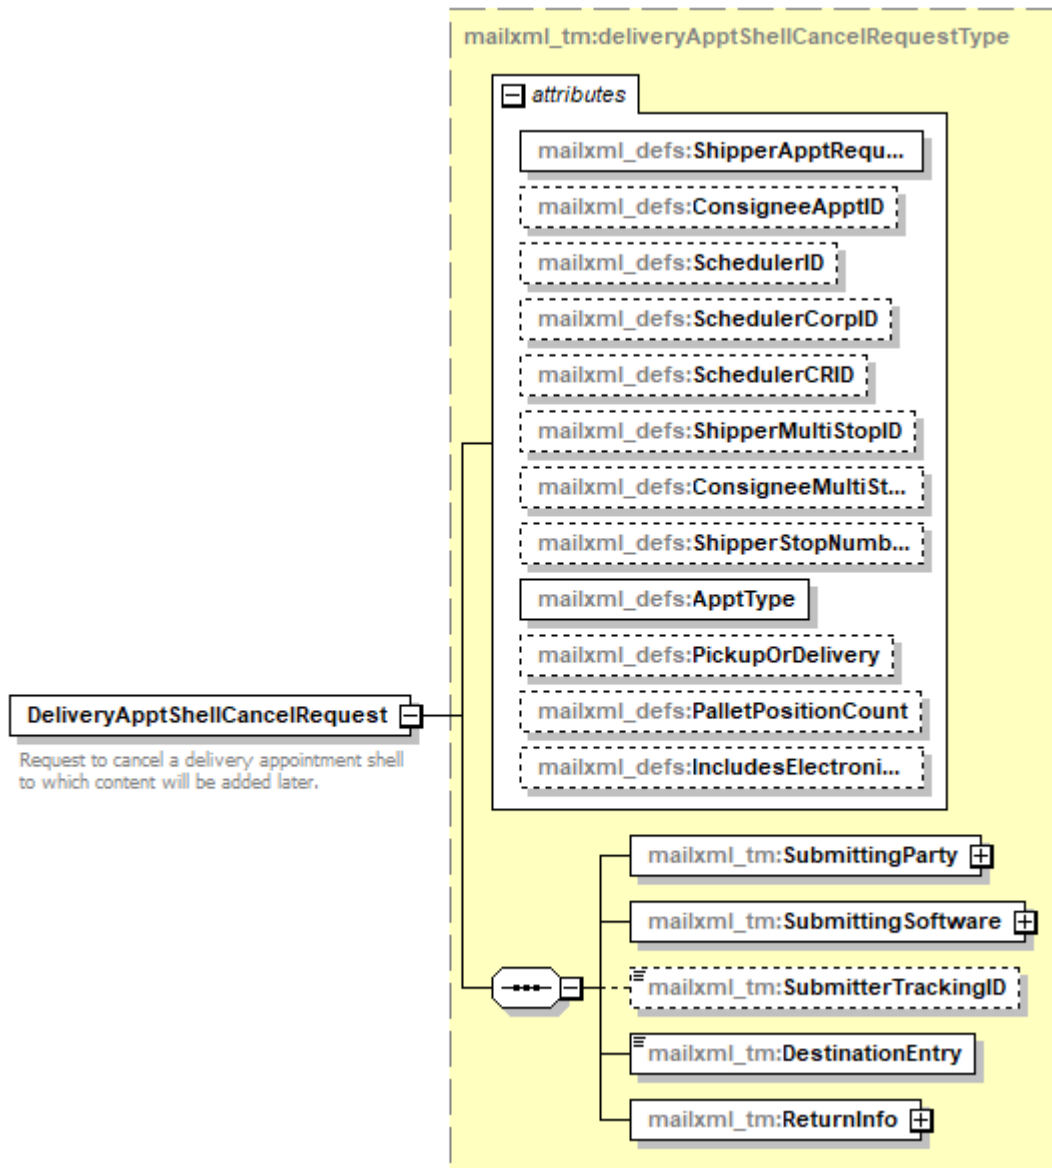 mailxml_tm:deliveryApptShellCancelRequestType
attributes
mailxml_defs:ShipperApptRequ...
mailxml_defs:ConsigneeApptID
mailxml_defs:SchedulerID
mailxml_defs:SchedulerCorpID
mailxml_defs:SchedulerCRID
mailxml_defs:ShipperMultiStopID
mailxml_defs:ConsigneeMultiSt...
mailxml_defs:ShipperStopNumb...
mailxml_defs:ApptType
mailxml_defs:PickupOrDelivery
mailxml_defs:PalletPositionCount
mailxml_defs:IncludesElectroni...
DeliveryApptShellCancelRequest
Request to cancel a delivery appointment shell
to which content will be added later.
mailxml_tm:SubmittingParty
mailxml_tm:SubmittingSoftware
mailxml_tm:SubmitterTrackingID
mailxml_tm:DestinationEntry
mailxml_tm:ReturnInfo